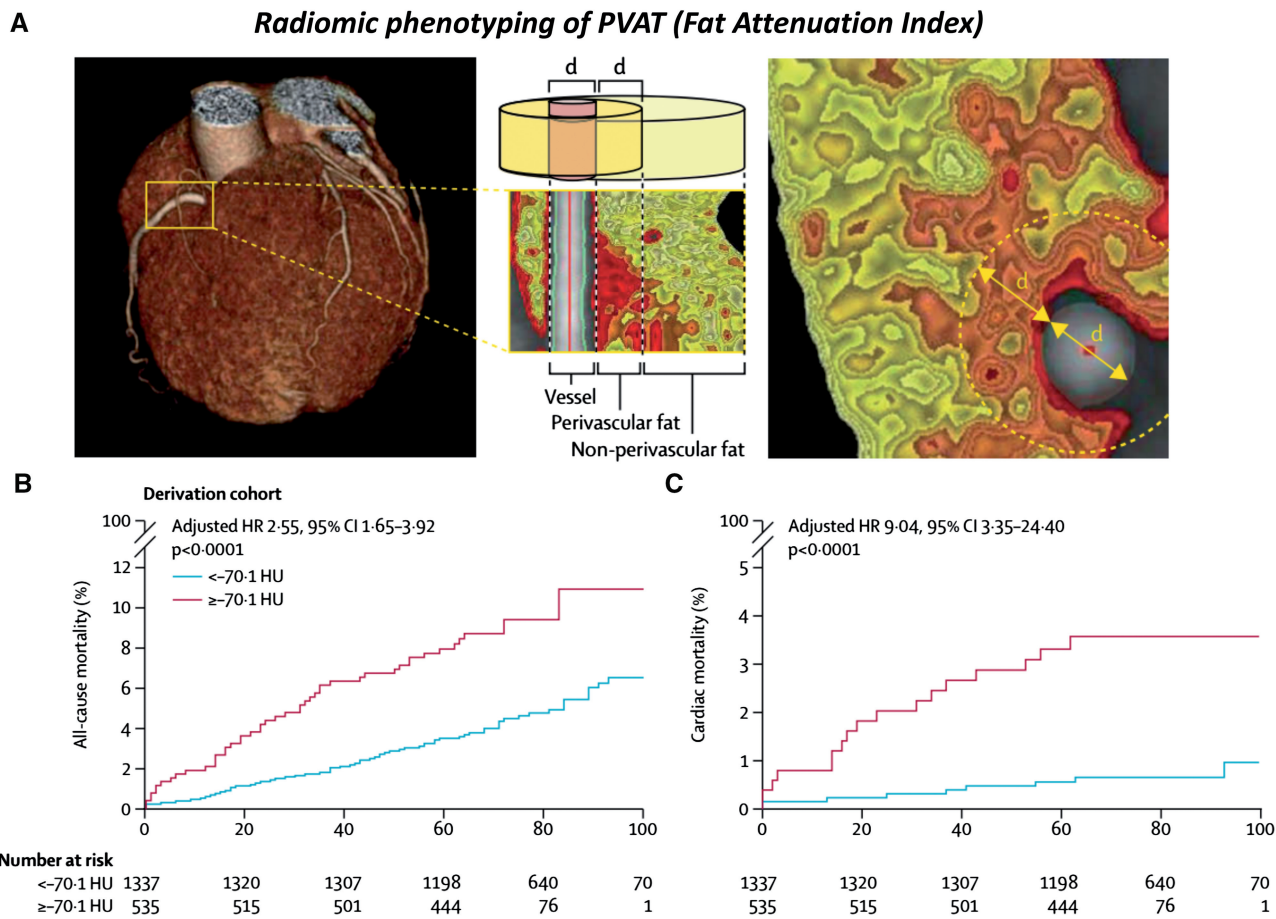 A
Radiomic phenotyping of PVAT (Fat Attenuation Index)
d d
Vessel
Perivascular fat
Non-perivascular fat
d
d
B
Derivation cohort
Adjusted HR 2·55, 95% CI 1·65–3·92
p<0·0001
<–70·1 HU
≥–70·1 HU
All-cause mortality (%)
100
12
10
8
6
4
2
0
0 20 40 60 80 100
C
Adjusted HR 9·04, 95% CI 3·35–24·40
p<0·0001
Cardiac mortality (%)
100
5
4
3
2
1
0
0 20 40 60 80 100
Number at risk
<–70·1 HU 1337 1320 1307 1198 640 70 1337 1320 1307 1198 640 70
≥–70·1 HU 535 515 501 444 76 1 535 515 501 444 76 1